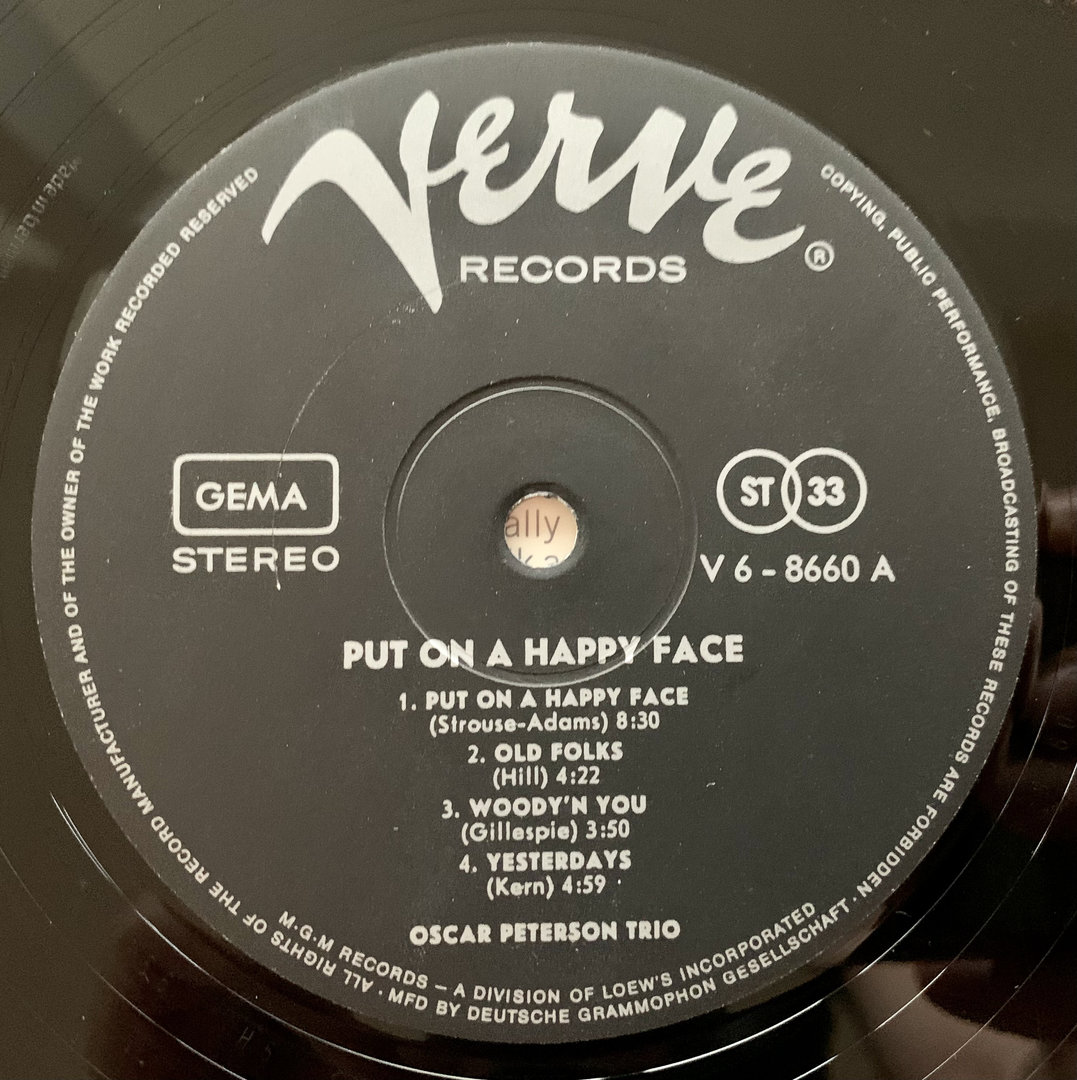 Verve
RECORDS ®
GEMA
STEREO
ST 33
V 6 - 8660 A
PUT ON A HAPPY FACE
1. PUT ON A HAPPY FACE
(Strouse-Adams) 8:30
2. OLD FOLKS
(Hill) 4:22
3. WOODY'N YOU
(Gillespie) 3:50
4. YESTERDAYS
(Kern) 4:59
OSCAR PETERSON TRIO
M·G·M RECORDS – A DIVISION OF LOEW'S INCORPORATED
ALL RIGHTS OF THE RECORD MANUFACTURER AND OF THE OWNER OF THE WORK RECORDED RESERVED
COPYING, PUBLIC PERFORMANCE, BROADCASTING OF THESE RECORDS ARE FORBIDDEN · MFD BY DEUTSCHE GRAMMOPHON GESELLSCHAFT ·
ally